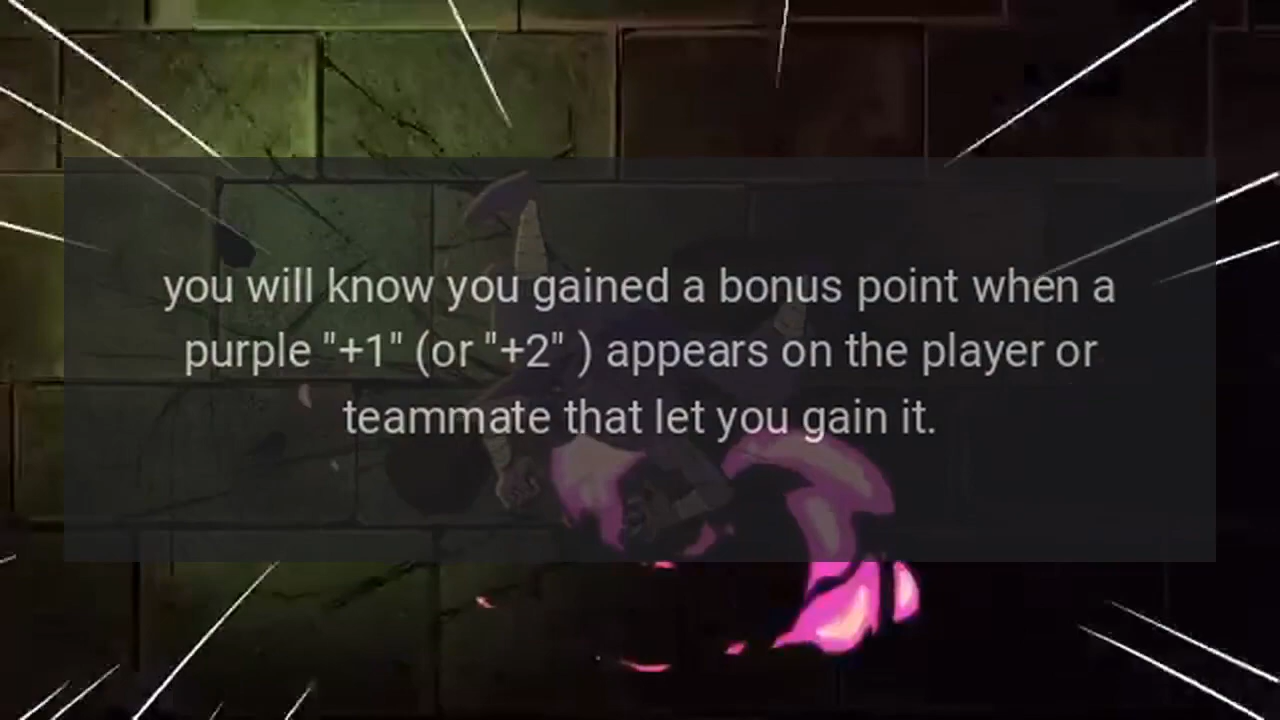 you will know you gained a bonus point when a
purple "+1" (or "+2" ) appears on the player or
teammate that let you gain it.